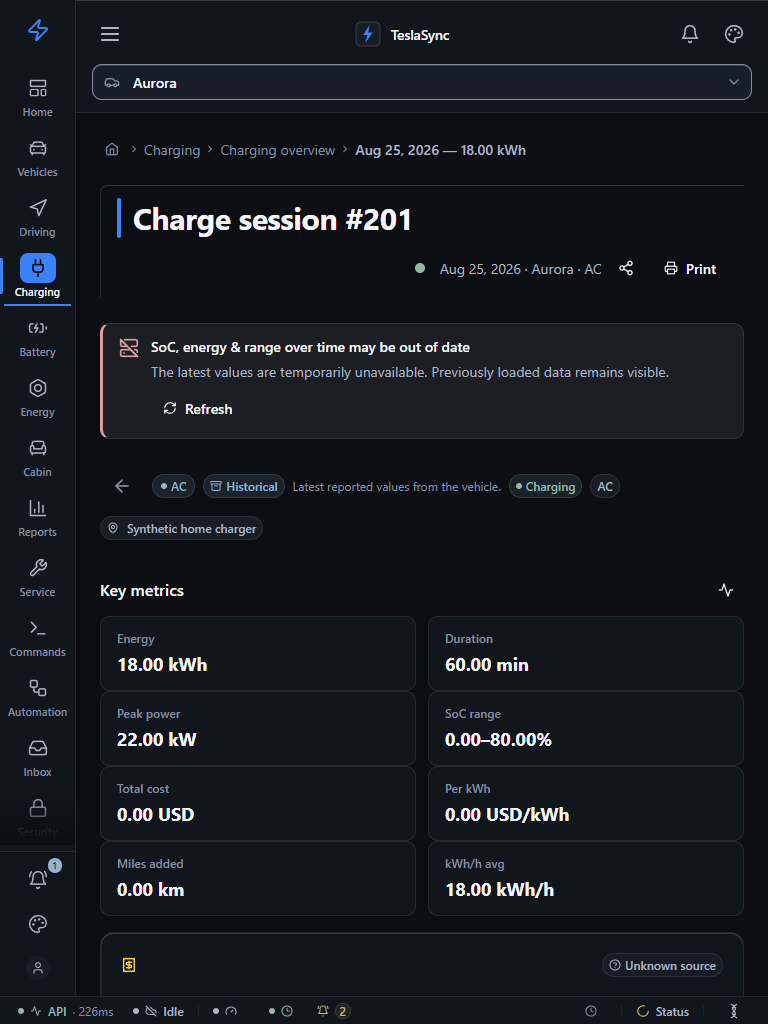 TeslaSync
Aurora
Home
Vehicles
Driving
Charging
Battery
Energy
Cabin
Reports
Service
Commands
Automation
Inbox
Security
1
Charging
Charging overview
Aug 25, 2026 — 18.00 kWh
Charge session #201
Aug 25, 2026 · Aurora · AC
Print
SoC, energy & range over time may be out of date
The latest values are temporarily unavailable. Previously loaded data remains visible.
Refresh
AC
Historical
Latest reported values from the vehicle.
Charging
AC
Synthetic home charger
Key metrics
Energy
18.00 kWh
Duration
60.00 min
Peak power
22.00 kW
SoC range
0.00–80.00%
Total cost
0.00 USD
Per kWh
0.00 USD/kWh
Miles added
0.00 km
kWh/h avg
18.00 kWh/h
Unknown source
API · 226ms
Idle
2
Status